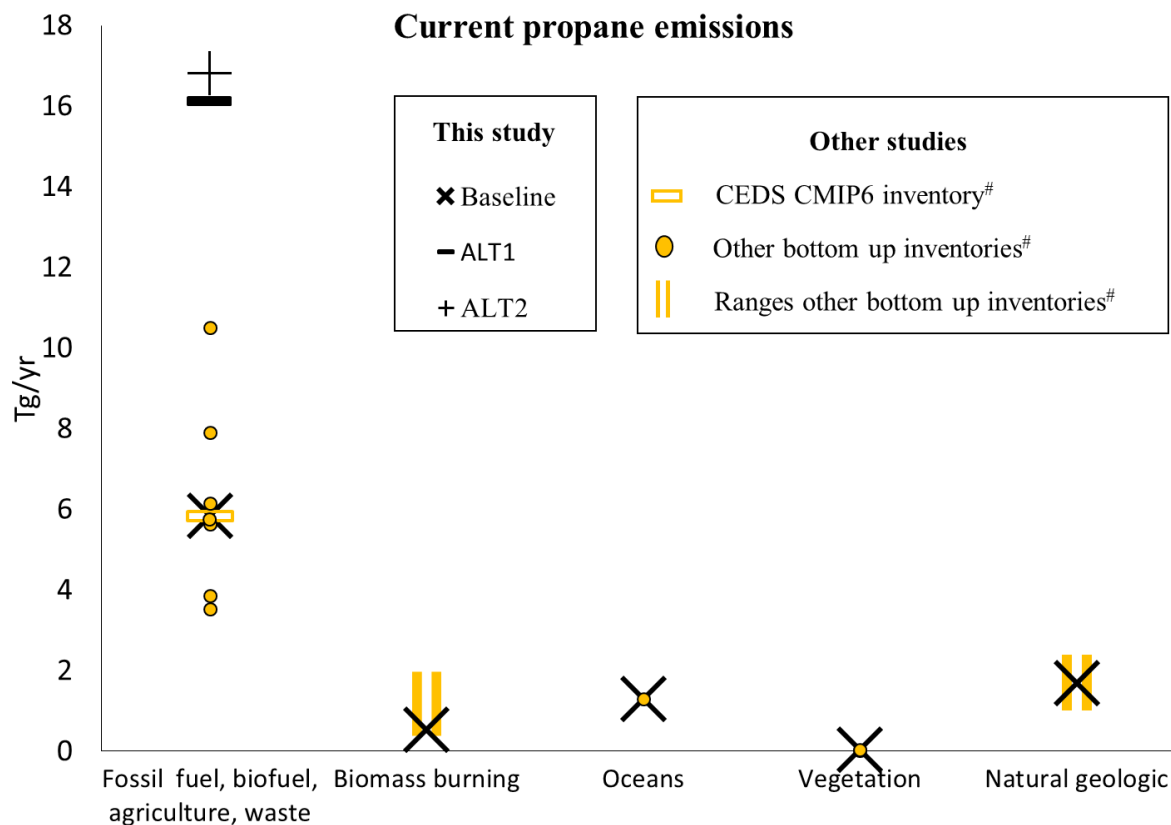 Current propane emissions
18
16
14
12
10
8
6
4
2
0
Tg/yr
This study
Baseline
ALT1
ALT2
Other studies
CEDS CMIP6 inventory#
Other bottom up inventories#
Ranges other bottom up inventories#
Fossil fuel, biofuel,
agriculture, waste
Biomass burning
Oceans
Vegetation
Natural geologic